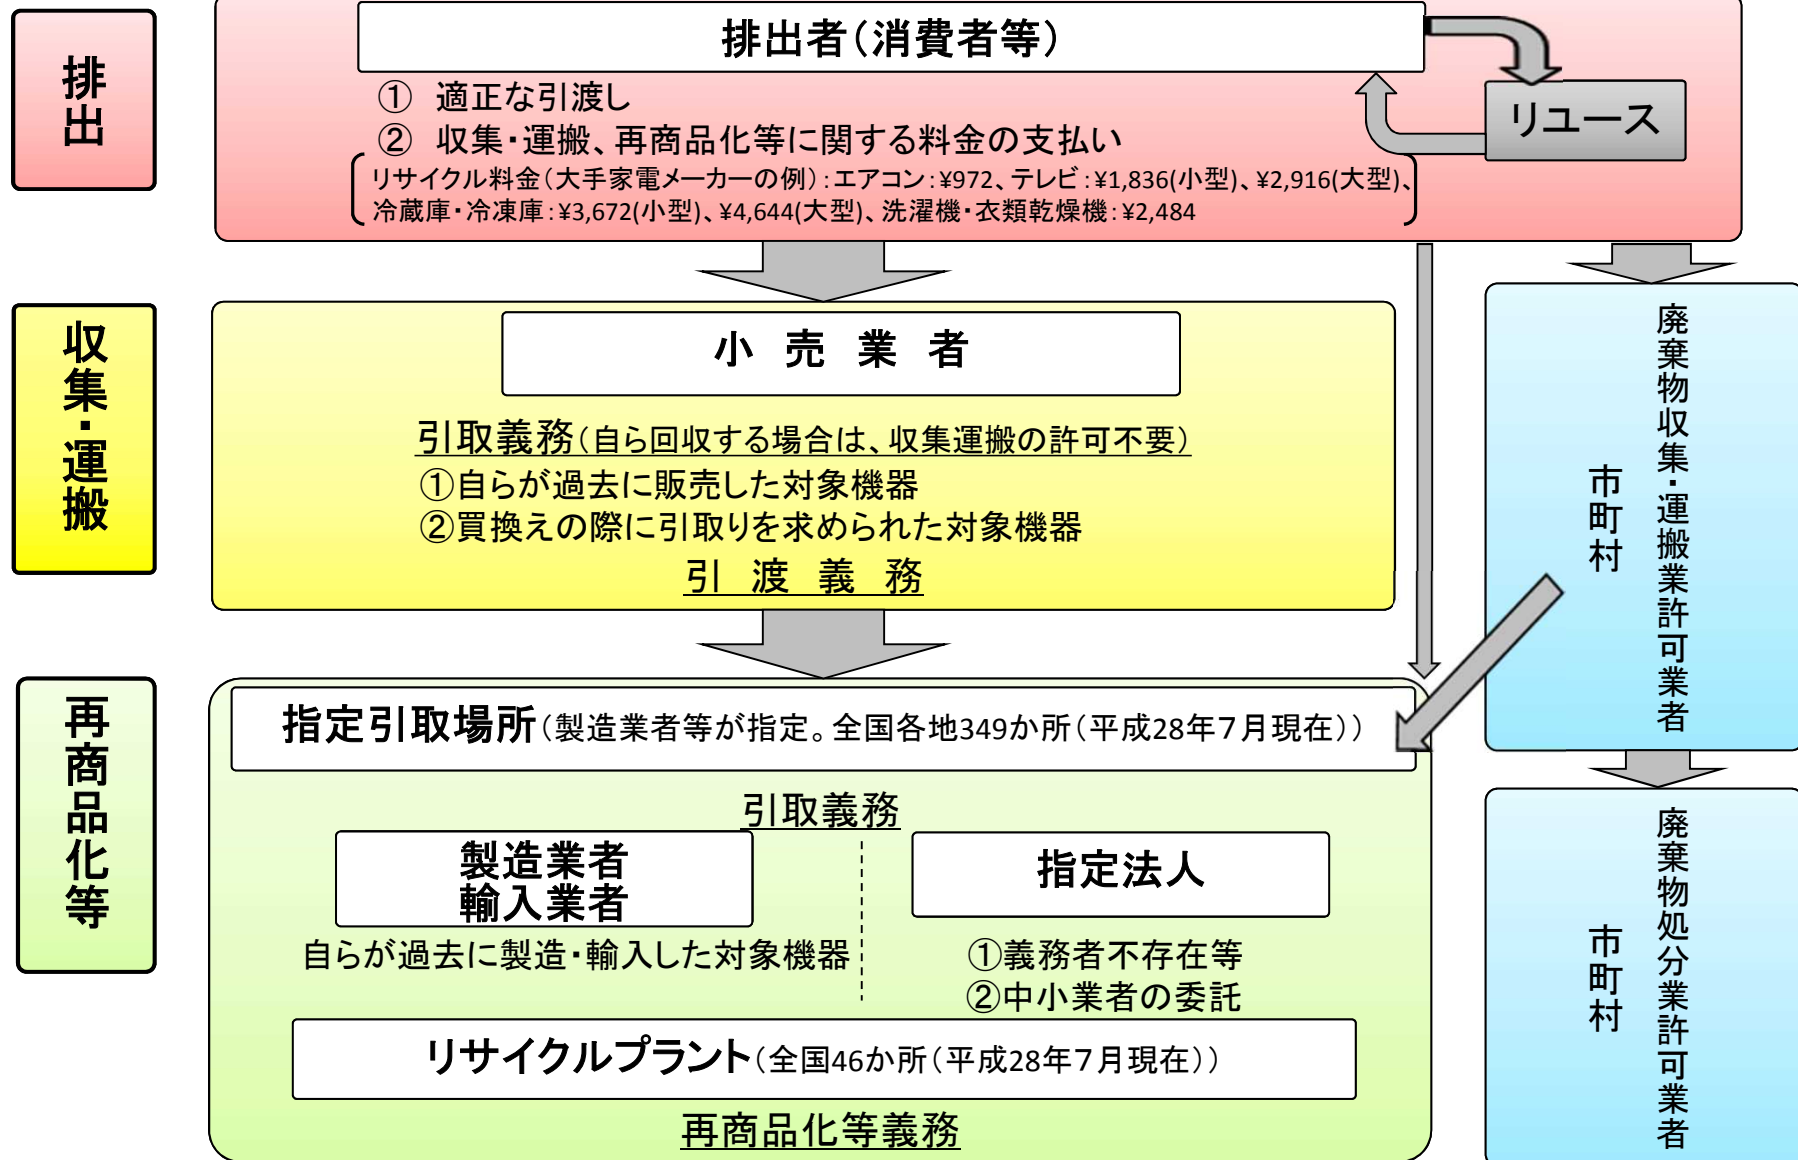 排出
排出者（消費者等）
① 適正な引渡し
② 収集・運搬、再商品化等に関する料金の支払い
リサイクル料金（大手家電メーカーの例）：エアコン：¥972、テレビ：¥1,836(小型)、¥2,916(大型)、
冷蔵庫・冷凍庫：¥3,672(小型)、¥4,644(大型)、洗濯機・衣類乾燥機：¥2,484
リユース
収集・運搬
小売業者
引取義務（自ら回収する場合は、収集運搬の許可不要）
①自らが過去に販売した対象機器
②買換えの際に引取りを求められた対象機器
引渡義務
廃棄物収集・運搬業許可業者
市町村
再商品化等
指定引取場所（製造業者等が指定。全国各地349か所（平成28年７月現在））
引取義務
製造業者
輸入業者
自らが過去に製造・輸入した対象機器
指定法人
①義務者不存在等
②中小業者の委託
リサイクルプラント（全国46か所（平成28年７月現在））
再商品化等義務
廃棄物処分業許可業者
市町村